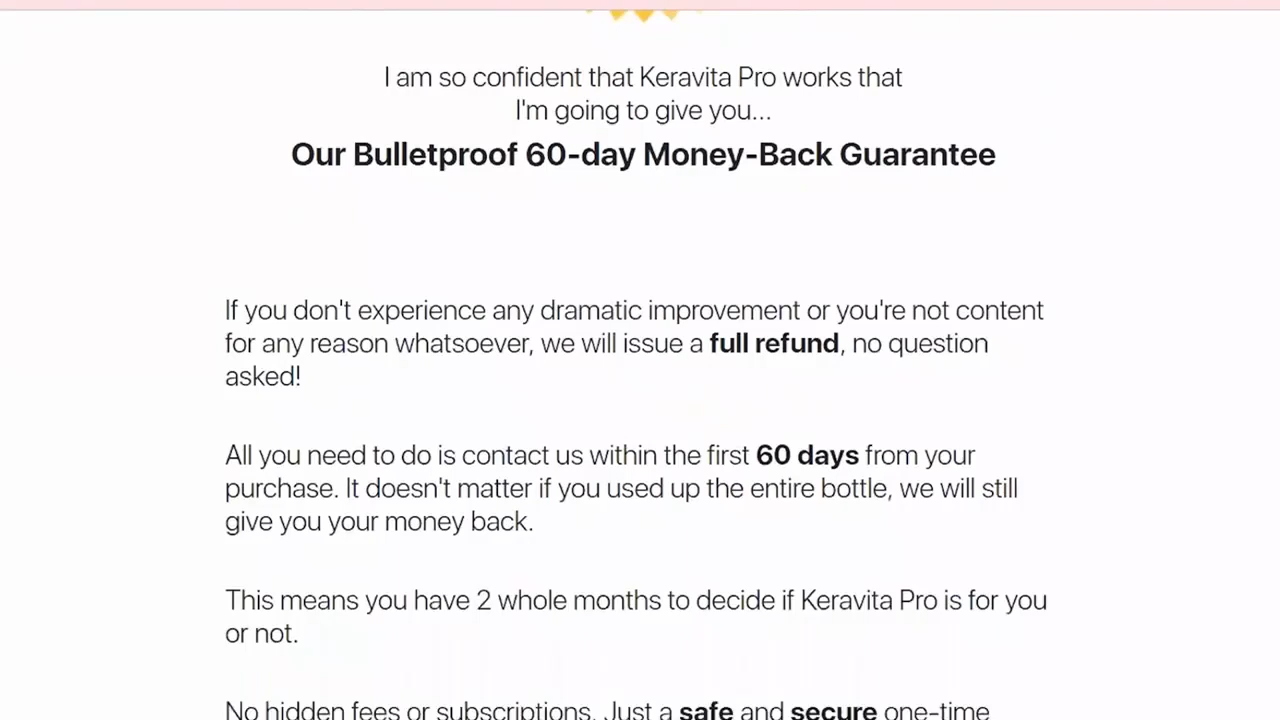 I am so confident that Keravita Pro works that
I'm going to give you...
Our Bulletproof 60-day Money-Back Guarantee
If you don't experience any dramatic improvement or you're not content
for any reason whatsoever, we will issue a full refund, no question
asked!
All you need to do is contact us within the first 60 days from your
purchase. It doesn't matter if you used up the entire bottle, we will still
give you your money back.
This means you have 2 whole months to decide if Keravita Pro is for you
or not.
No hidden fees or subscriptions. Just a safe and secure one-time